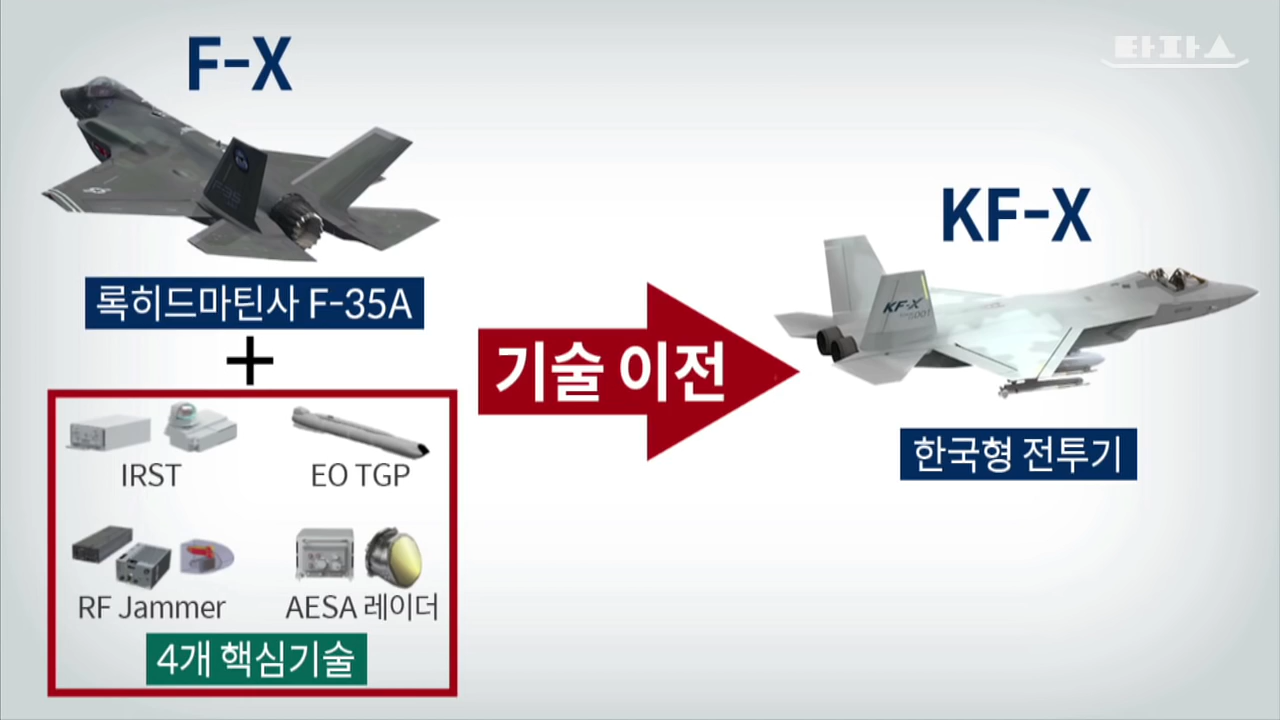 타파스
F-X
록히드마틴사 F-35A
+
IRST
EO TGP
RF Jammer
AESA 레이더
4개 핵심기술
기술 이전
KF-X
KF-X
한국형 전투기